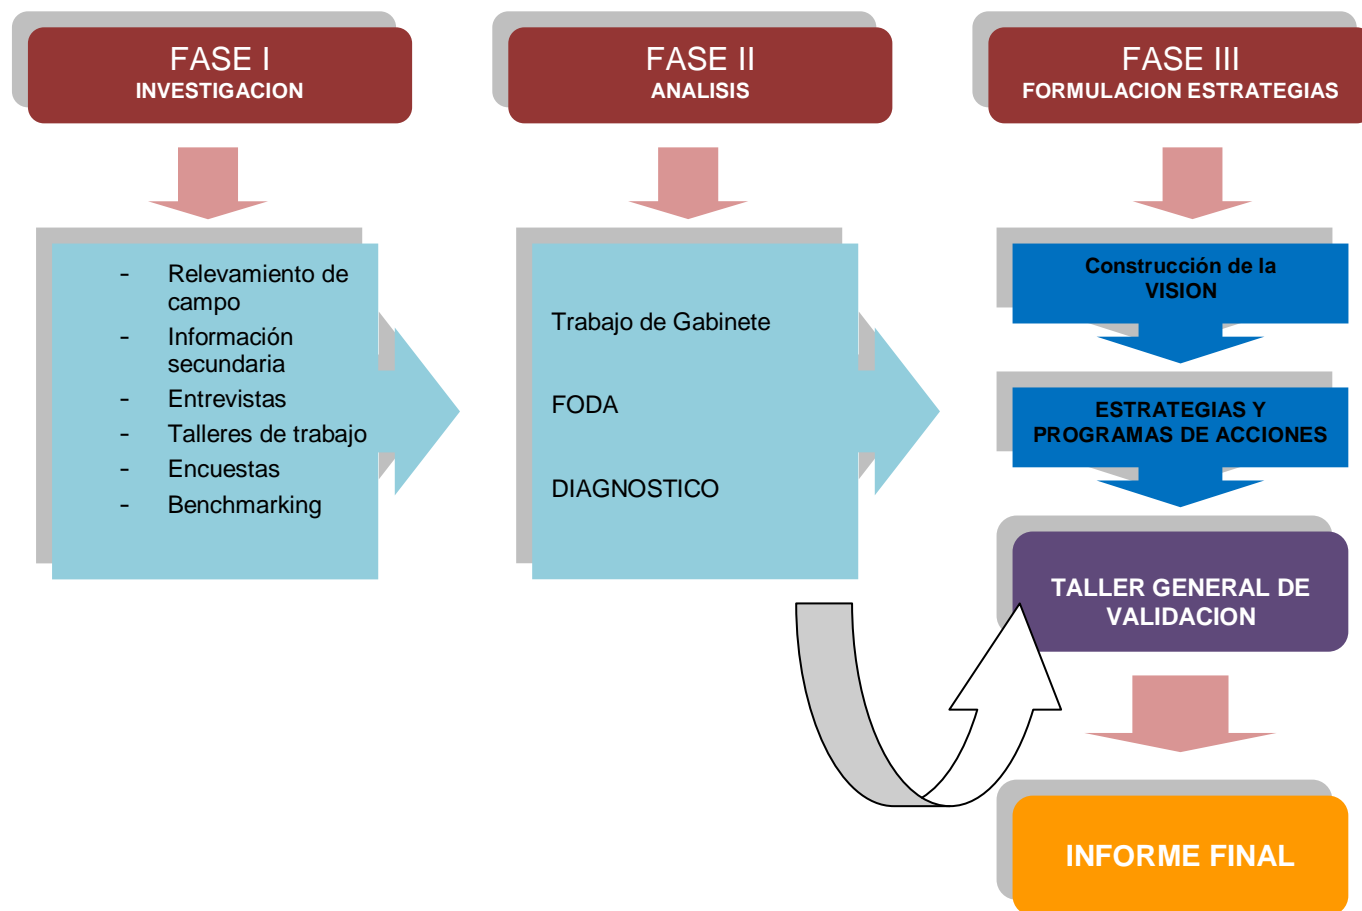 FASE I
INVESTIGACION
FASE II
ANALISIS
FASE III
FORMULACION ESTRATEGIAS
- Relevamiento de
campo
- Información
secundaria
- Entrevistas
- Talleres de trabajo
- Encuestas
- Benchmarking
Trabajo de Gabinete
FODA
DIAGNOSTICO
Construcción de la
VISION
ESTRATEGIAS Y
PROGRAMAS DE ACCIONES
TALLER GENERAL DE
VALIDACION
INFORME FINAL